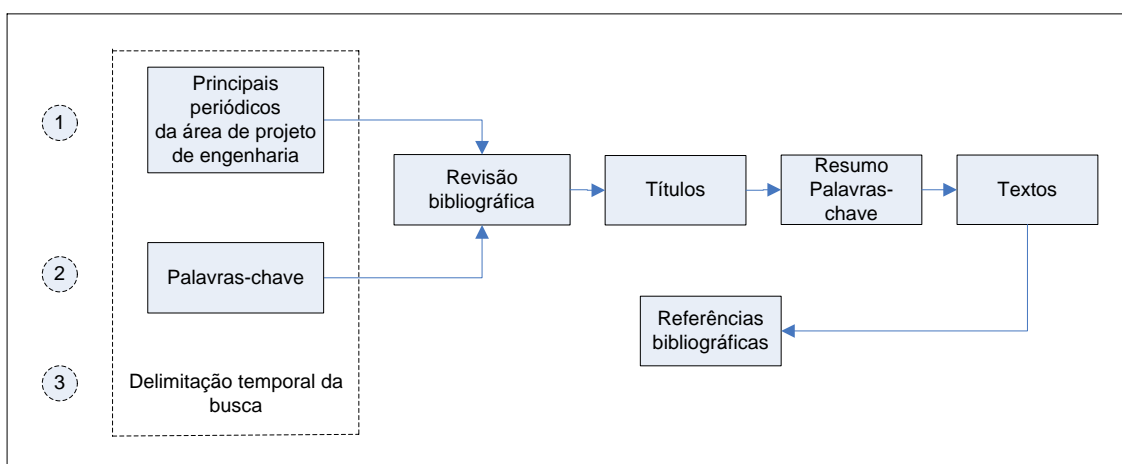 1
Principais
periódicos
da área de projeto
de engenharia
2
Palavras-chave
3
Delimitação temporal da
busca
Revisão
bibliográfica
Títulos
Resumo
Palavras-
chave
Textos
Referências
bibliográficas